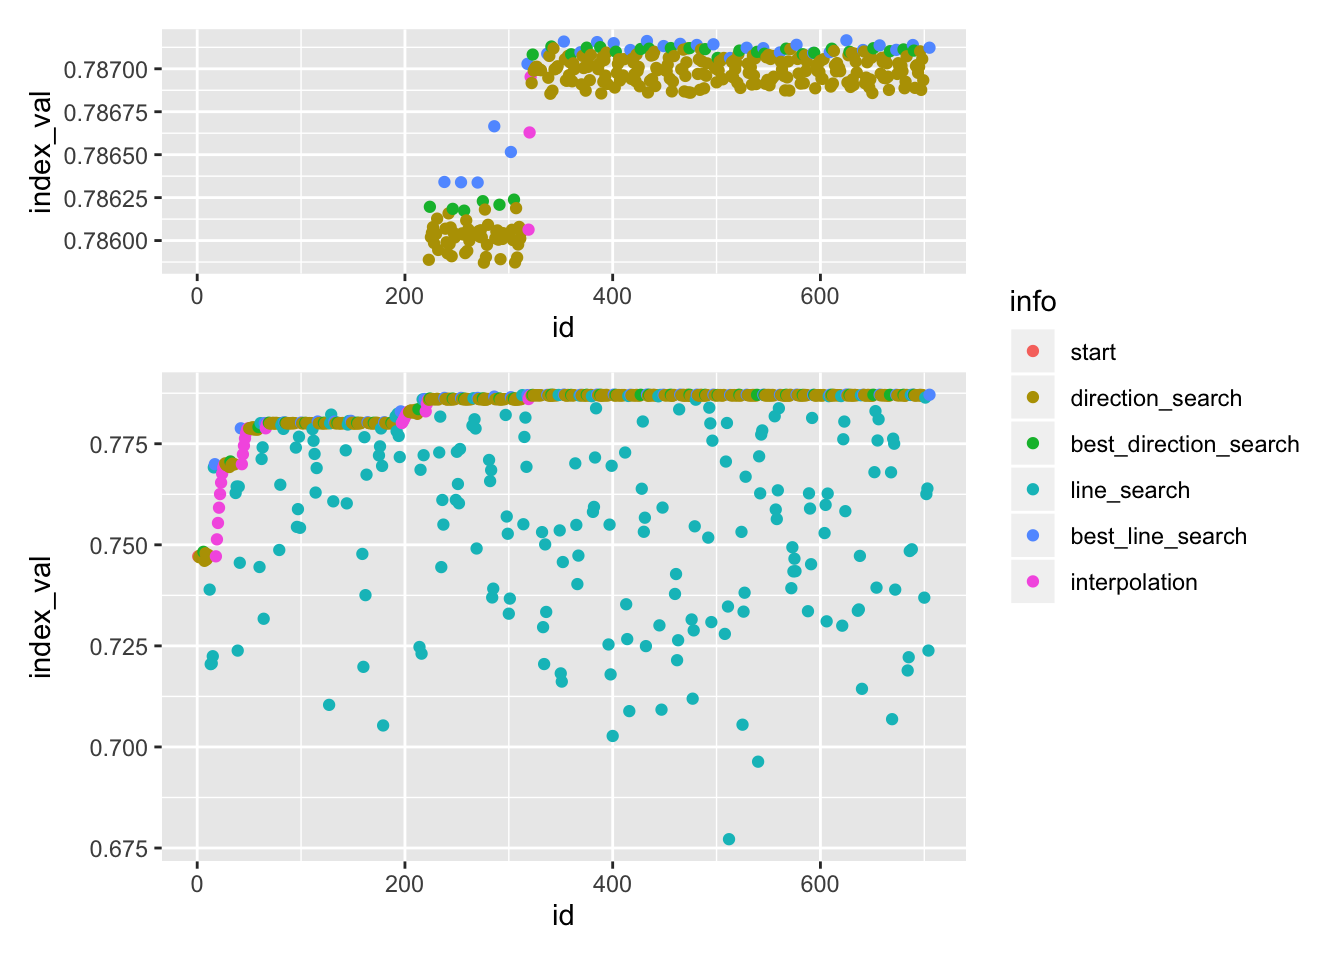 index_val
0.78700
0.78675
0.78650
0.78625
0.78600
0 200 400 600
id
index_val
0.775
0.750
0.725
0.700
0.675
0 200 400 600
id
info
start
direction_search
best_direction_search
line_search
best_line_search
interpolation